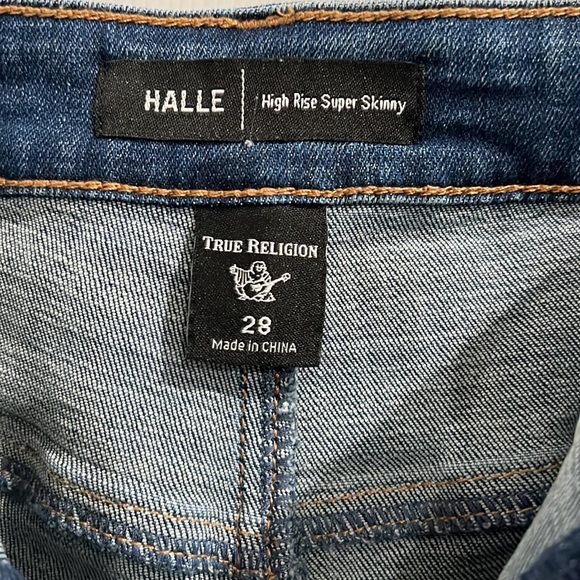 HALLE | High Rise Super Skinny
TRUE RELIGION
28
Made in CHINA